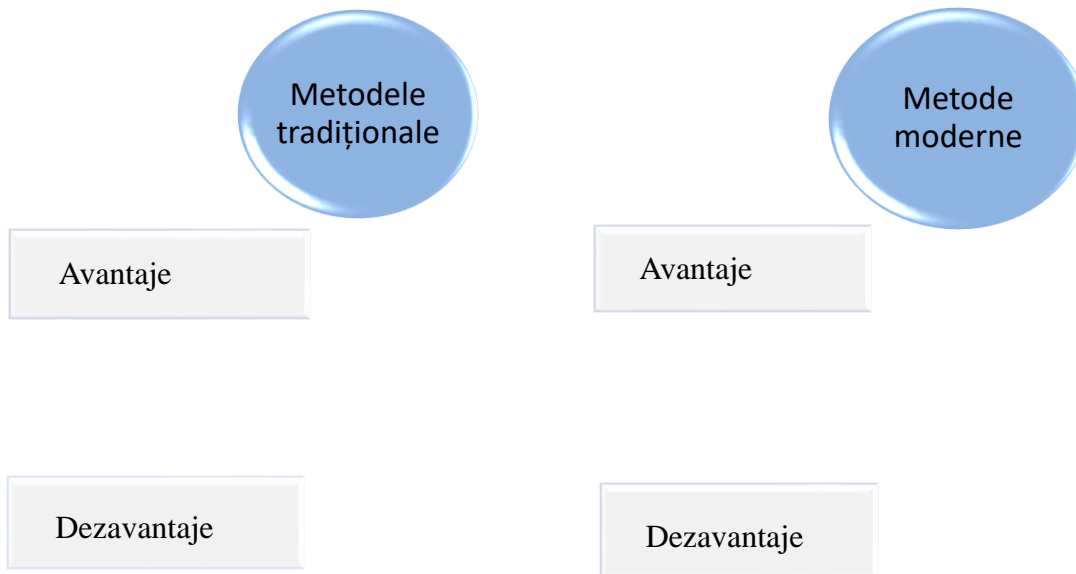 Metodele
tradiționale
Metode
moderne
Avantaje
Avantaje
Dezavantaje
Dezavantaje